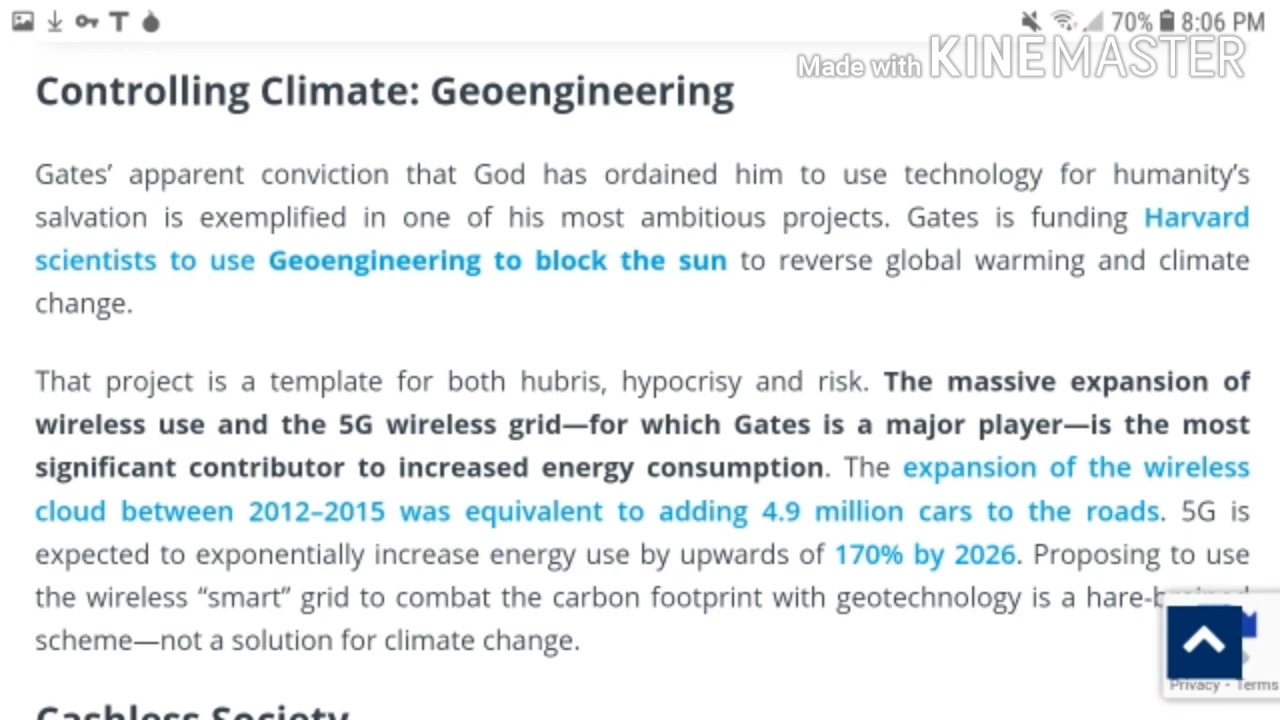 70% 8:06 PM
Made with KINEMASTER
Controlling Climate: Geoengineering
Gates’ apparent conviction that God has ordained him to use technology for humanity’s
salvation is exemplified in one of his most ambitious projects. Gates is funding Harvard
scientists to use Geoengineering to block the sun to reverse global warming and climate
change.
That project is a template for both hubris, hypocrisy and risk. The massive expansion of
wireless use and the 5G wireless grid—for which Gates is a major player—is the most
significant contributor to increased energy consumption. The expansion of the wireless
cloud between 2012–2015 was equivalent to adding 4.9 million cars to the roads. 5G is
expected to exponentially increase energy use by upwards of 170% by 2026. Proposing to use
the wireless “smart” grid to combat the carbon footprint with geotechnology is a hare-brained
scheme—not a solution for climate change.
Privacy - Terms
Cashless Society